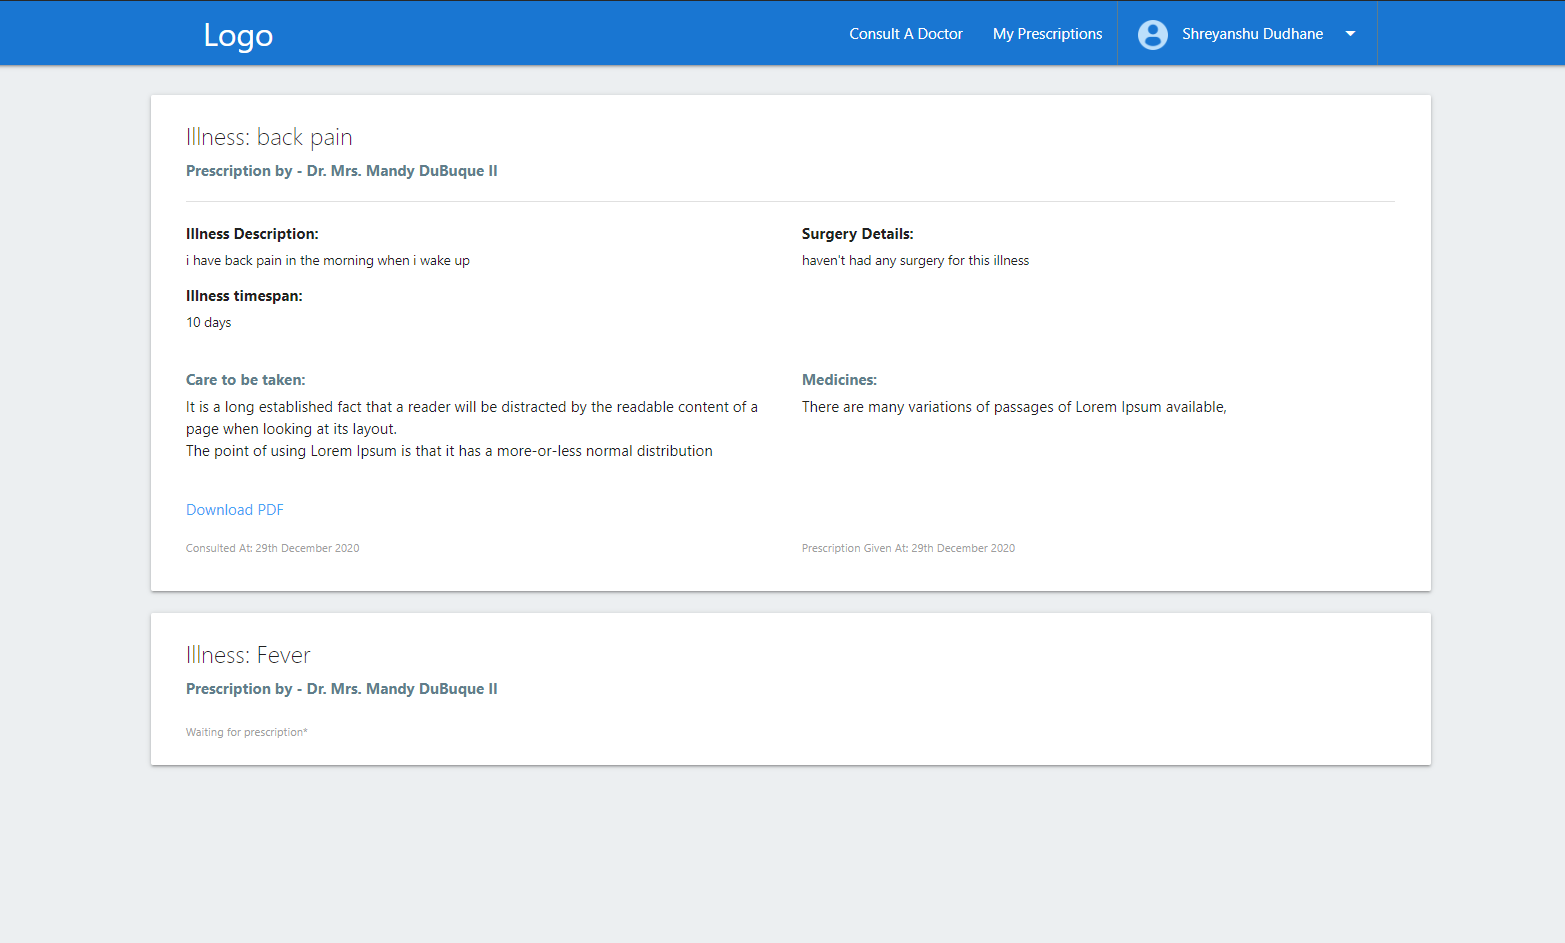 Logo
Consult A Doctor
My Prescriptions
Shreyanshu Dudhane
Illness: back pain
Prescription by - Dr. Mrs. Mandy DuBuque II
Illness Description:
i have back pain in the morning when i wake up
Surgery Details:
haven't had any surgery for this illness
Illness timespan:
10 days
Care to be taken:
It is a long established fact that a reader will be distracted by the readable content of a
page when looking at its layout.
The point of using Lorem Ipsum is that it has a more-or-less normal distribution
Medicines:
There are many variations of passages of Lorem Ipsum available,
Download PDF
Consulted At: 29th December 2020
Prescription Given At: 29th December 2020
Illness: Fever
Prescription by - Dr. Mrs. Mandy DuBuque II
Waiting for prescription*